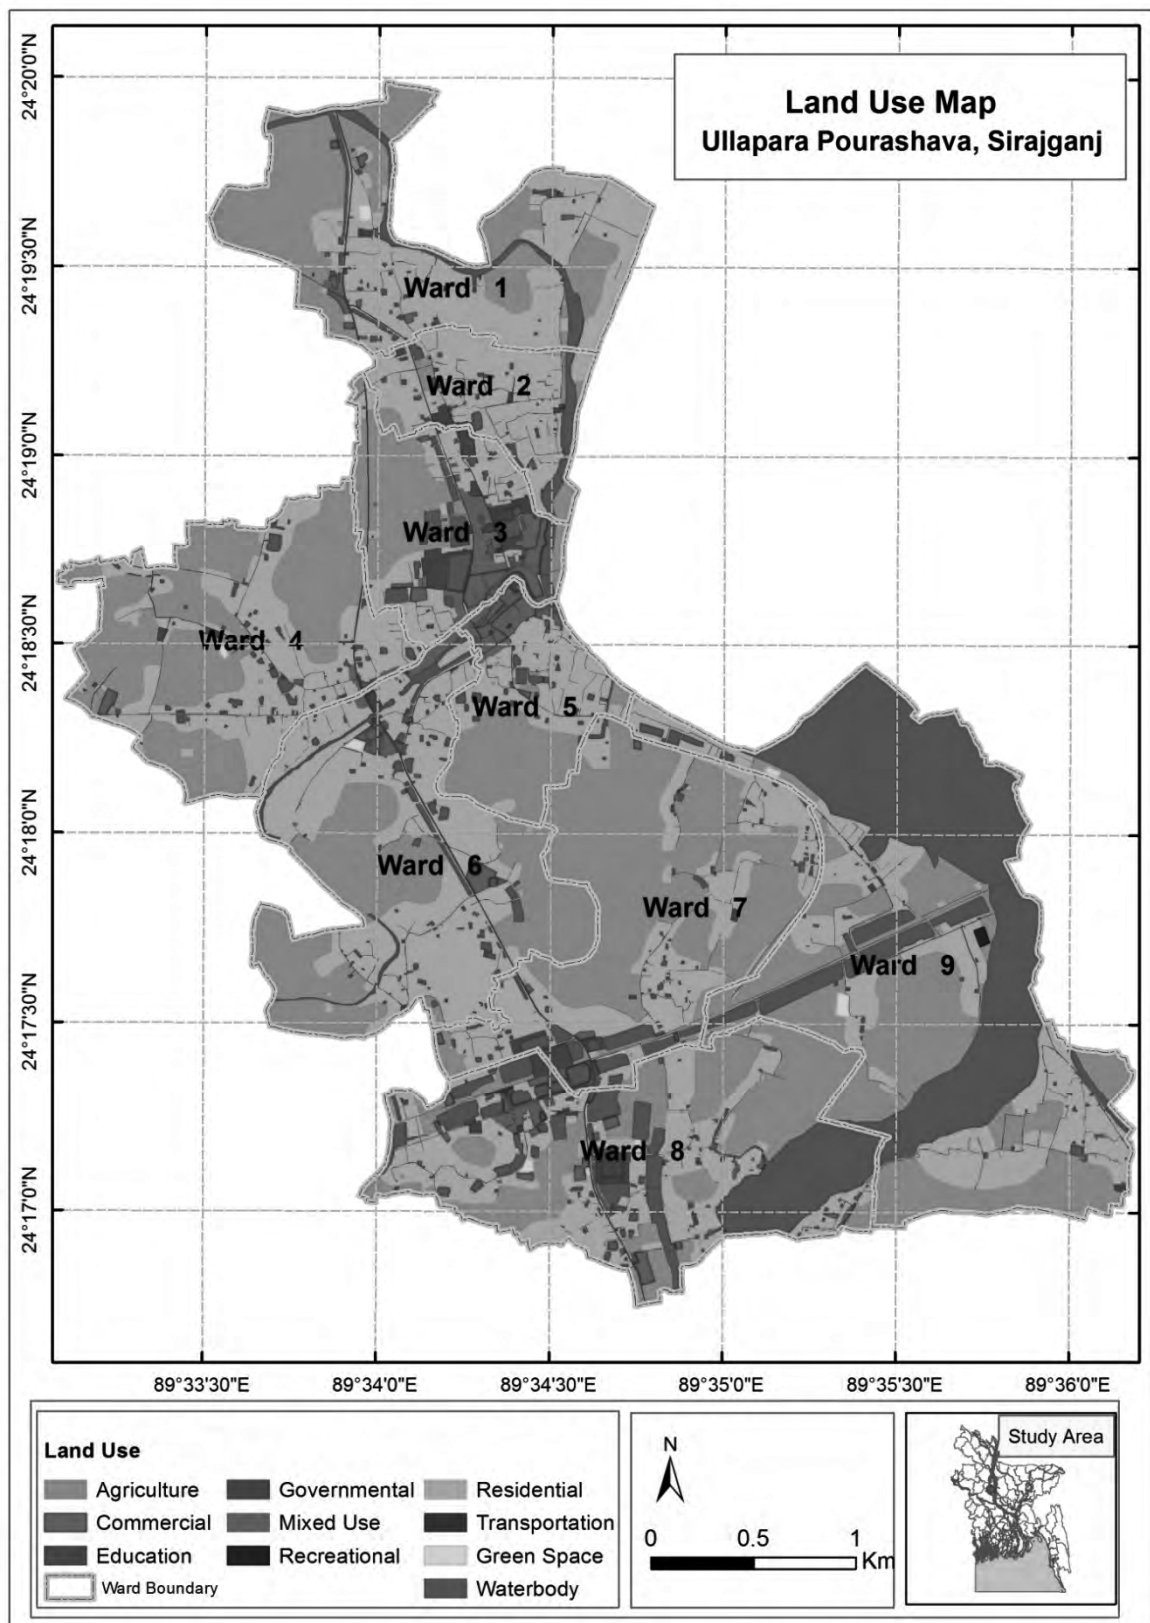 Land Use Map
Ullapara Pourashava, Sirajganj
24°20'0"N
24°19'30"N
24°19'0"N
24°18'30"N
24°18'0"N
24°17'30"N
24°17'0"N
Ward 1
Ward 2
Ward 3
Ward 4
Ward 5
Ward 6
Ward 7
Ward 9
Ward 8
89°33'30"E 89°34'0"E 89°34'30"E 89°35'0"E 89°35'30"E 89°36'0"E
Land Use
Agriculture Governmental Residential
Commercial Mixed Use Transportation
Education Recreational Green Space
Ward Boundary Waterbody
N
0 0.5 1
Km
Study Area